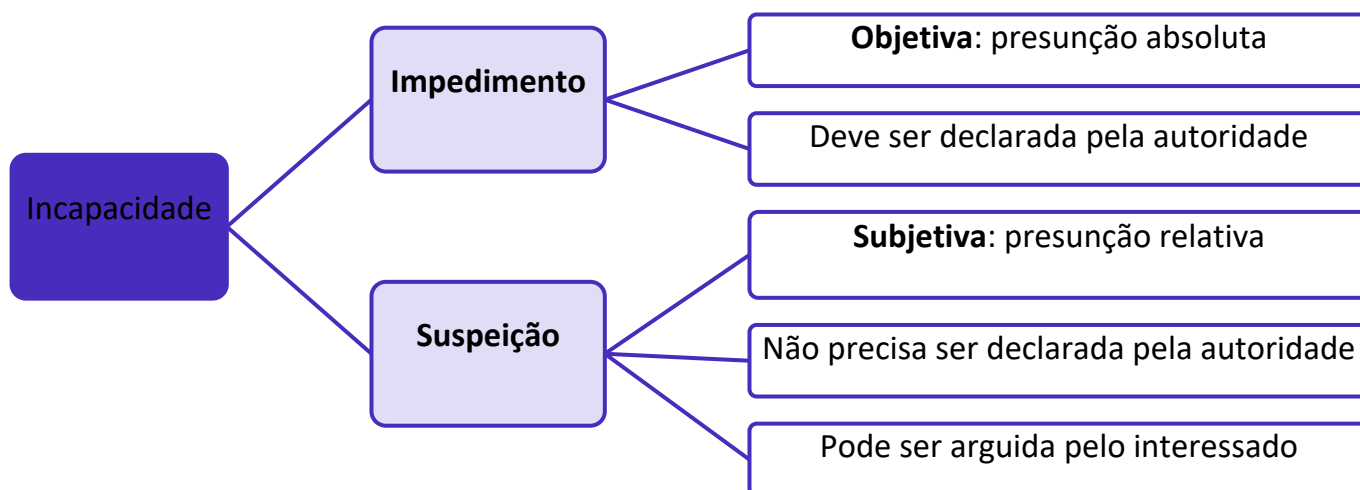 Incapacidade
Impedimento
Objetiva: presunção absoluta
Deve ser declarada pela autoridade
Suspeição
Subjetiva: presunção relativa
Não precisa ser declarada pela autoridade
Pode ser arguida pelo interessado